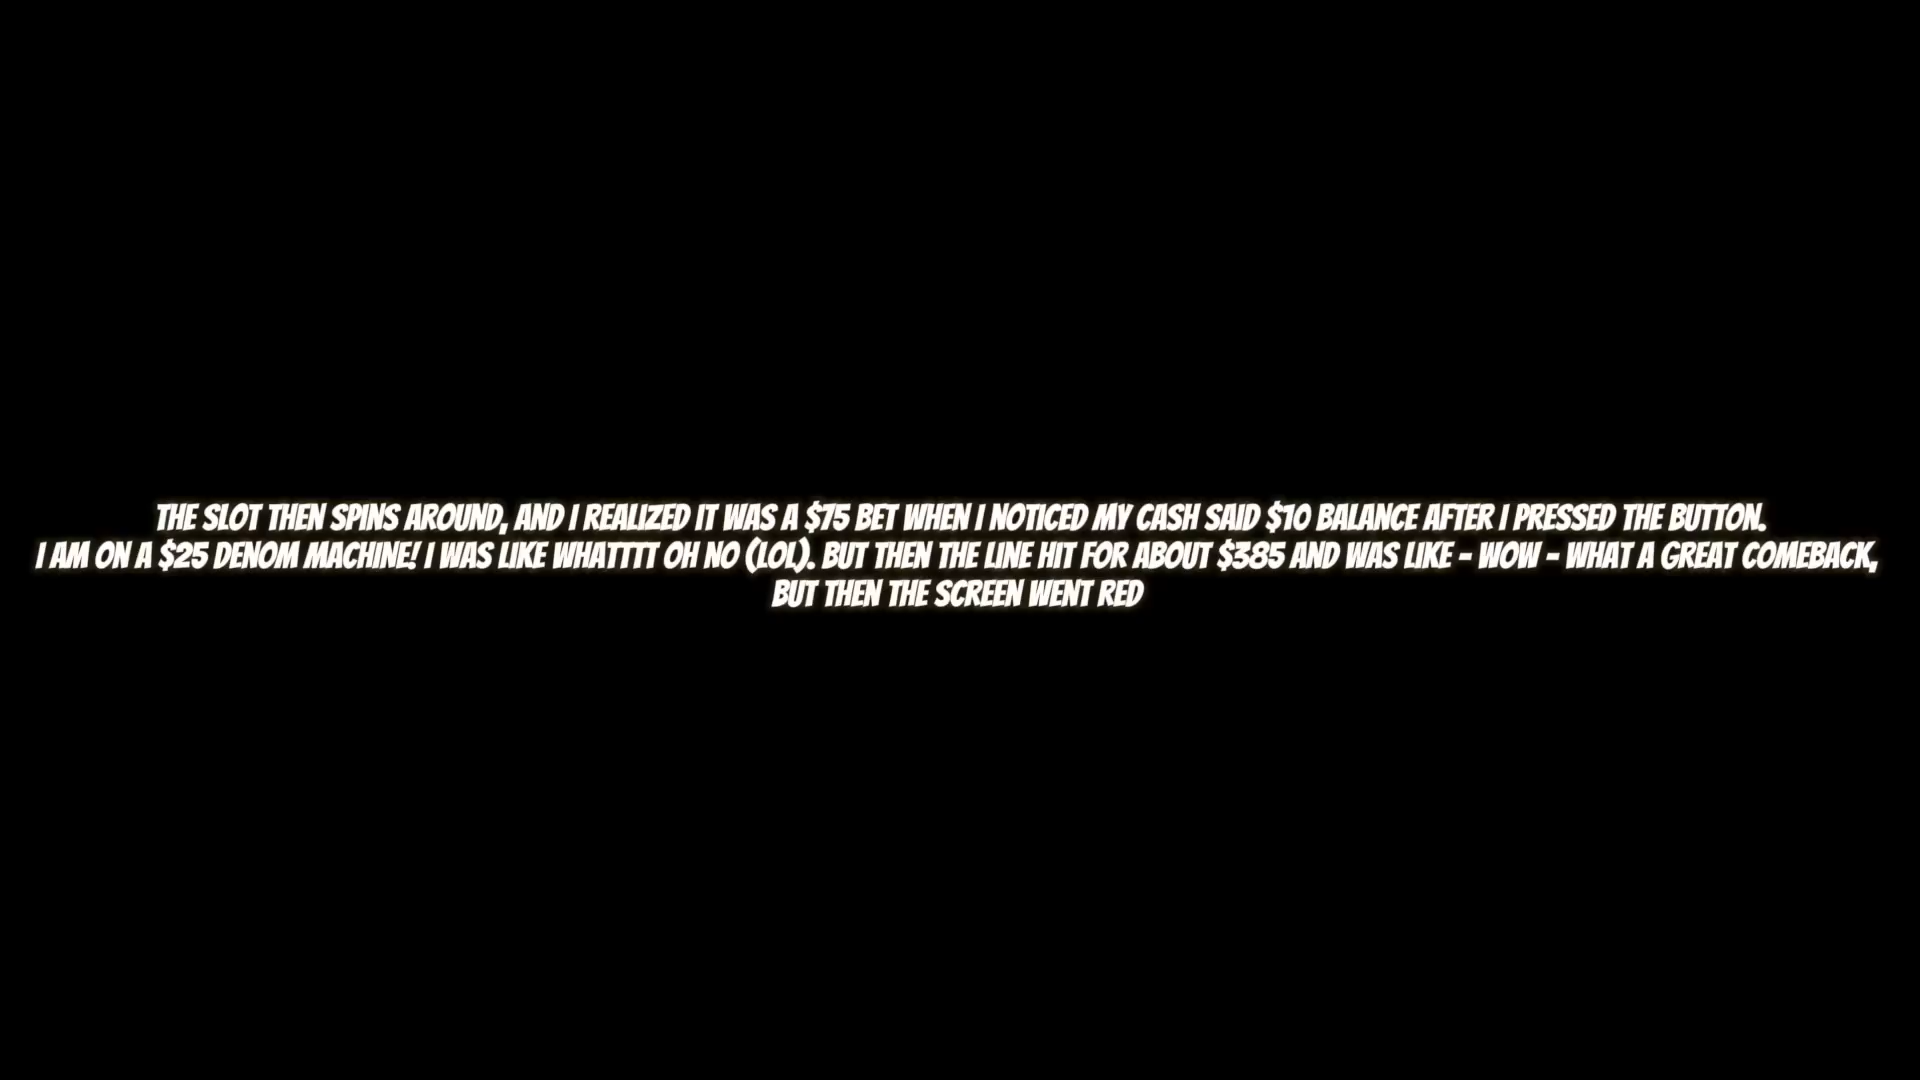 THE SLOT THEN SPINS AROUND, AND I REALIZED IT WAS A $75 BET WHEN I NOTICED MY CASH SAID $10 BALANCE AFTER I PRESSED THE BUTTON.
I AM ON A $25 DENOM MACHINE! I WAS LIKE WHATTTT OH NO (LOL). BUT THEN THE LINE HIT FOR ABOUT $385 AND WAS LIKE - WOW - WHAT A GREAT COMEBACK,
BUT THEN THE SCREEN WENT RED